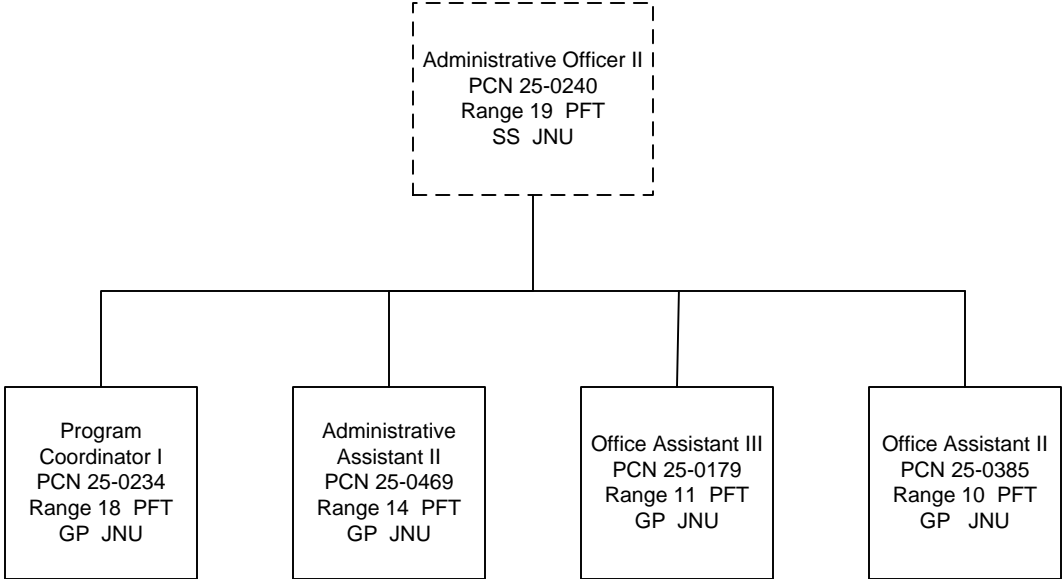 Administrative Officer II
PCN 25-0240
Range 19 PFT
SS JNU
Program
Coordinator I
PCN 25-0234
Range 18 PFT
GP JNU
Administrative
Assistant II
PCN 25-0469
Range 14 PFT
GP JNU
Office Assistant III
PCN 25-0179
Range 11 PFT
GP JNU
Office Assistant II
PCN 25-0385
Range 10 PFT
GP JNU